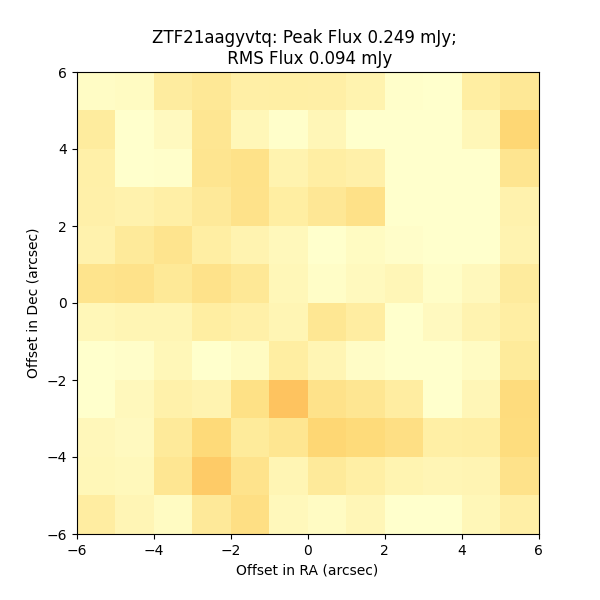 ZTF21aagyvtq: Peak Flux 0.249 mJy;
RMS Flux 0.094 mJy
6
4
2
0
−2
−4
−6
Offset in Dec (arcsec)
−6 −4 −2 0 2 4 6
Offset in RA (arcsec)